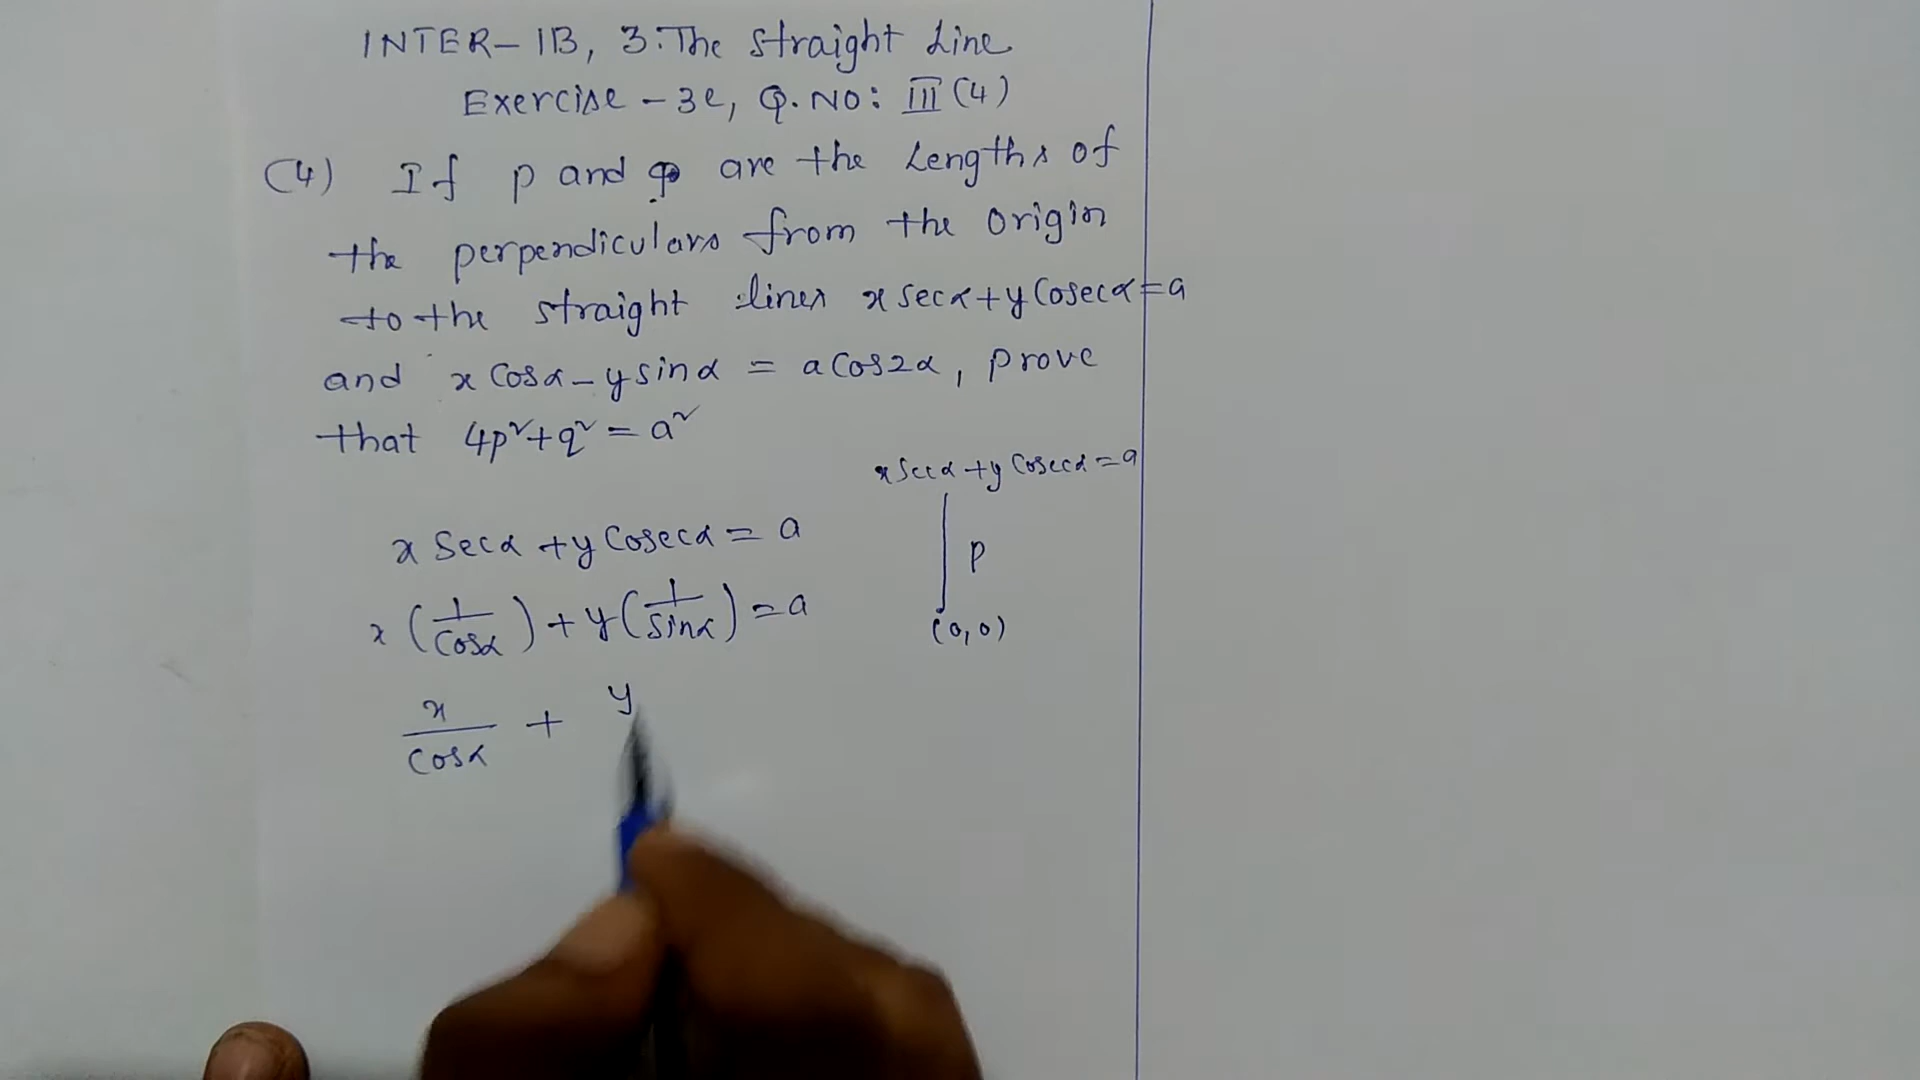 INTER-IB, 3:The straight Line
Exercise-3e, Q.NO: III (4)
(4) If p and q are the Lengths of
the perpendiculars from the origin
to the straight lines x secα+y Cosecα=a
and x Cosα-y sinα = a Cos2α, prove
that 4p²+q²=a²
x Secα +y Cosecα = a
x (1/Cosα) + y (1/Sinα) = a
x/Cosα + y
x Secα +y Cosecα = a
p
(0,0)